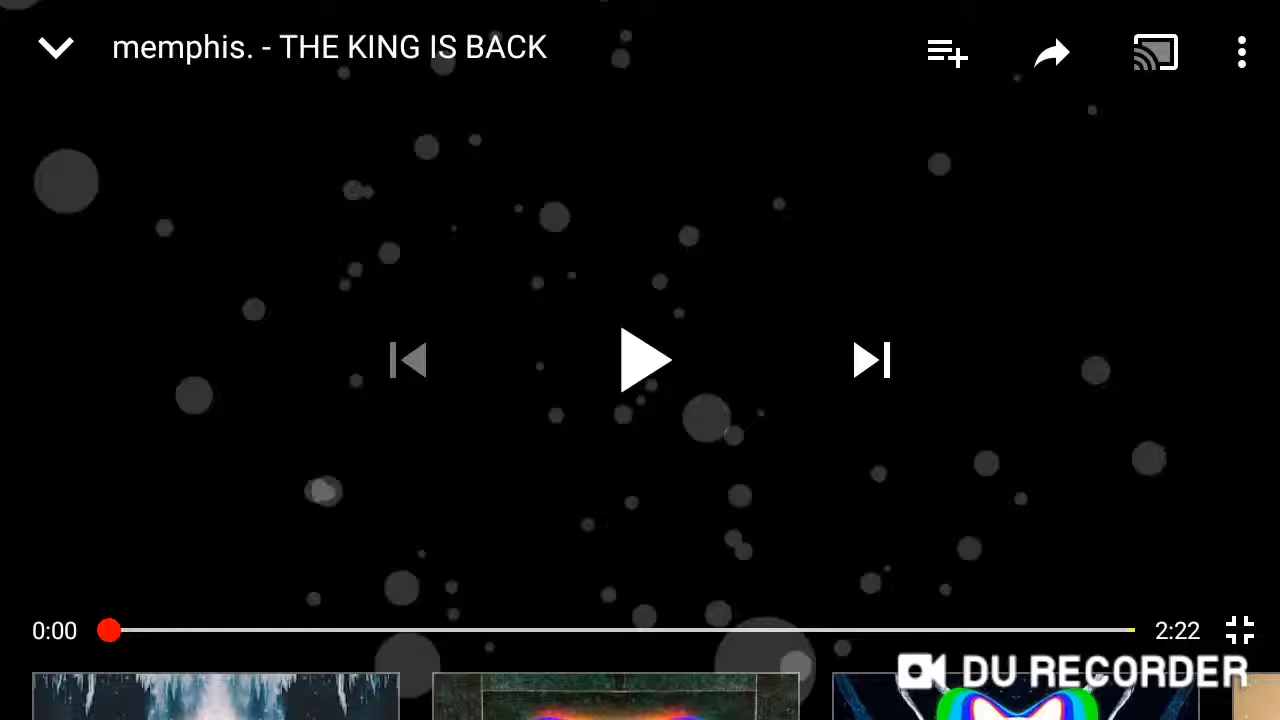 memphis. - THE KING IS BACK
0:00
2:22
DU RECORDER